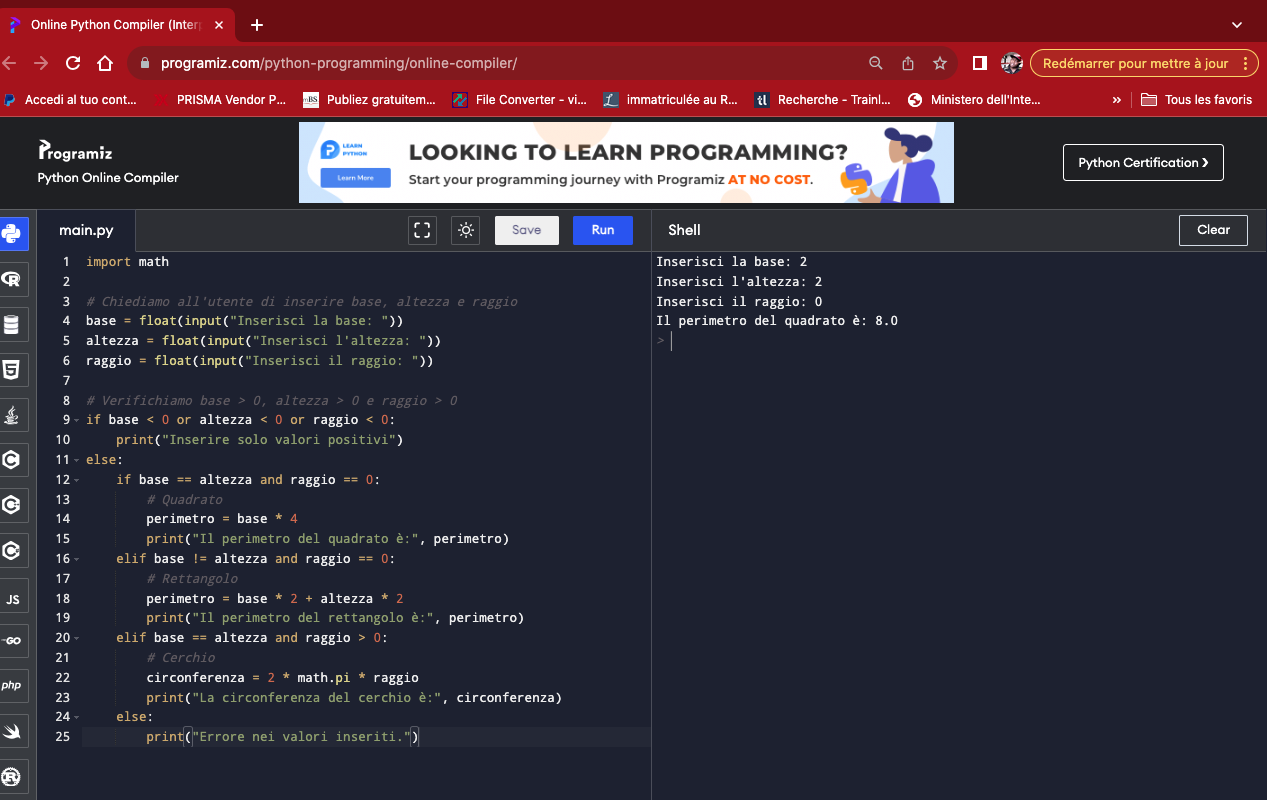 Online Python Compiler (Inter
programiz.com/python-programming/online-compiler/
Redémarrer pour mettre à jour
Accedi al tuo cont...
PRISMA Vendor P...
mBS
Publiez gratuitem...
File Converter – vi...
immatriculée au R...
tl
Recherche - Trainl...
Ministero dell'Inte...
»
Tous les favoris
Programiz
Python Online Compiler
LEARN
PYTHON
Learn More
LOOKING TO LEARN PROGRAMMING?
Start your programming journey with Programiz AT NO COST.
Python Certification ›
main.py
Save
Run
Shell
Clear
JS
GO
php
1 import math
2
3 # Chiediamo all'utente di inserire base, altezza e raggio
4 base = float(input("Inserisci la base: "))
5 altezza = float(input("Inserisci l'altezza: "))
6 raggio = float(input("Inserisci il raggio: "))
7
8 # Verifichiamo base > 0, altezza > 0 e raggio > 0
9 if base < 0 or altezza < 0 or raggio < 0:
10     print("Inserire solo valori positivi")
11 else:
12     if base == altezza and raggio == 0:
13         # Quadrato
14         perimetro = base * 4
15         print("Il perimetro del quadrato è:", perimetro)
16     elif base != altezza and raggio == 0:
17         # Rettangolo
18         perimetro = base * 2 + altezza * 2
19         print("Il perimetro del rettangolo è:", perimetro)
20     elif base == altezza and raggio > 0:
21         # Cerchio
22         circonferenza = 2 * math.pi * raggio
23         print("La circonferenza del cerchio è:", circonferenza)
24     else:
25         print("Errore nei valori inseriti.")
Inserisci la base: 2
Inserisci l'altezza: 2
Inserisci il raggio: 0
Il perimetro del quadrato è: 8.0
>